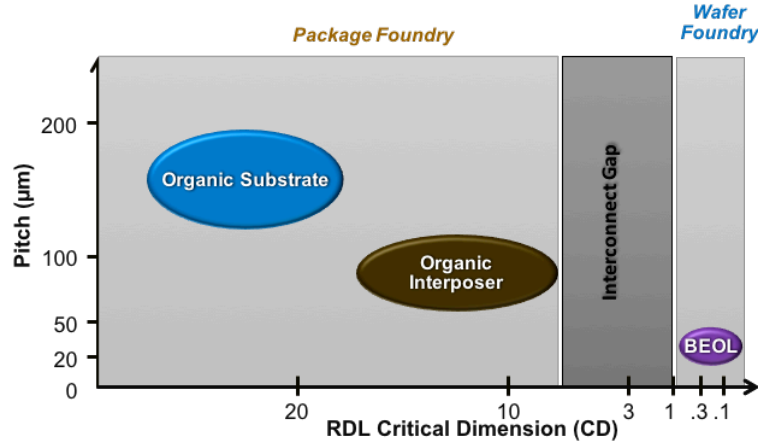 Package Foundry
Wafer
Foundry
Pitch (µm)
200
100
50
20
0
Organic Substrate
Organic
Interposer
Interconnect Gap
BEOL
20
10
3
1
.3
.1
RDL Critical Dimension (CD)